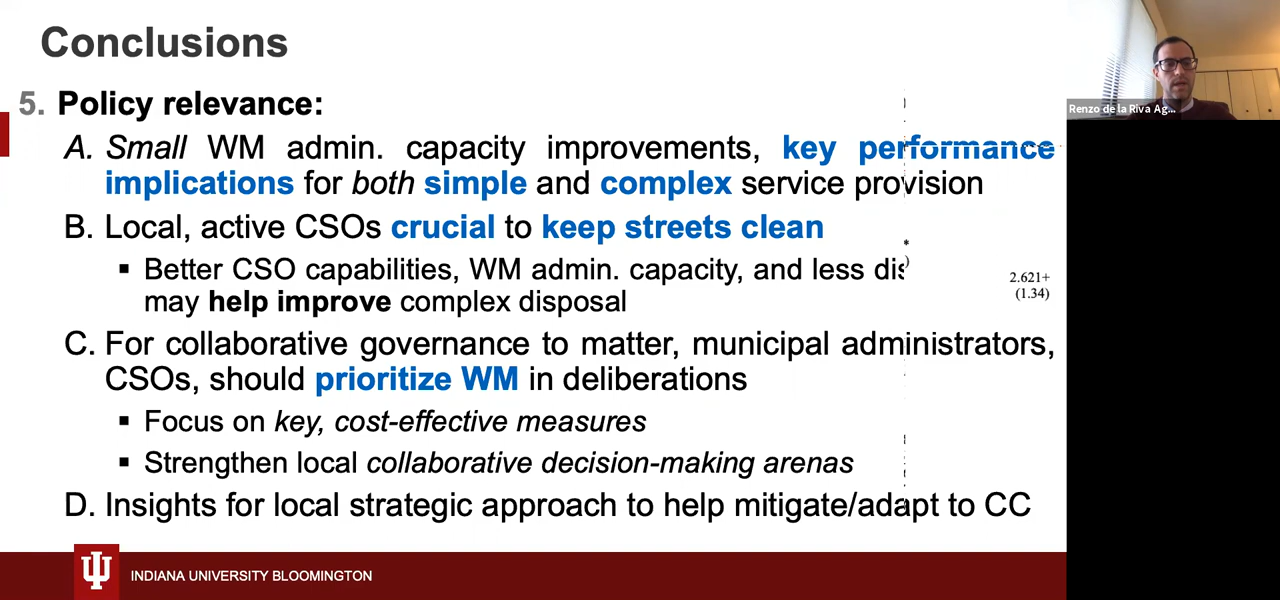 Conclusions
5. Policy relevance:
A. Small WM admin. capacity improvements, key performance
implications for both simple and complex service provision
B. Local, active CSOs crucial to keep streets clean
▪ Better CSO capabilities, WM admin. capacity, and less
*
)
2.621+
(1.34)
may help improve complex disposal
C. For collaborative governance to matter, municipal administrators,
CSOs, should prioritize WM in deliberations
▪ Focus on key, cost-effective measures
▪ Strengthen local collaborative decision-making arenas
D. Insights for local strategic approach to help mitigate/adapt to CC
INDIANA UNIVERSITY BLOOMINGTON
Renzo de la Riva Ag...